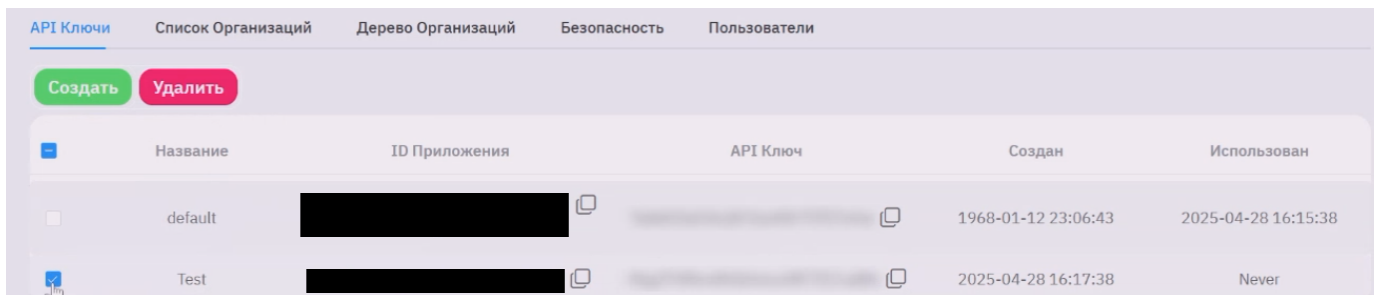 API Ключи Список Организаций Дерево Организаций Безопасность Пользователи
Создать Удалить
Название ID Приложения API Ключ Создан Использован
default 1968-01-12 23:06:43 2025-04-28 16:15:38
Test 2025-04-28 16:17:38 Never